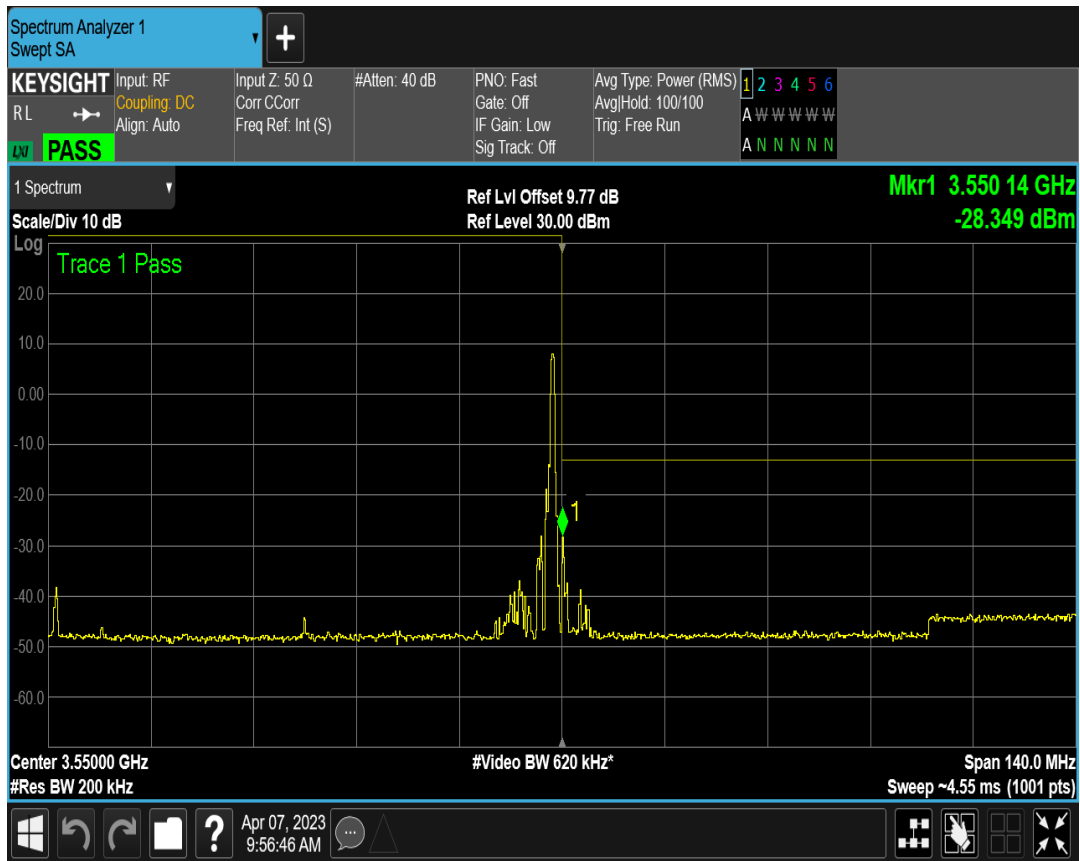 Spectrum Analyzer 1
Swept SA
KEYSIGHT
R L
LXI PASS
Input: RF
Coupling: DC
Align: Auto
Input Z: 50 Ω
Corr CCorr
Freq Ref: Int (S)
#Atten: 40 dB
PNO: Fast
Gate: Off
IF Gain: Low
Sig Track: Off
Avg Type: Power (RMS)
Avg|Hold: 100/100
Trig: Free Run
1 2 3 4 5 6
A W W W W W
A N N N N N
1 Spectrum
Scale/Div 10 dB
Ref Lvl Offset 9.77 dB
Ref Level 30.00 dBm
Mkr1 3.550 14 GHz
-28.349 dBm
Log
Trace 1 Pass
20.0
10.0
0.00
-10.0
-20.0
1
-30.0
-40.0
-50.0
-60.0
Center 3.55000 GHz
#Video BW 620 kHz*
Span 140.0 MHz
#Res BW 200 kHz
Sweep ~4.55 ms (1001 pts)
?
Apr 07, 2023
9:56:46 AM